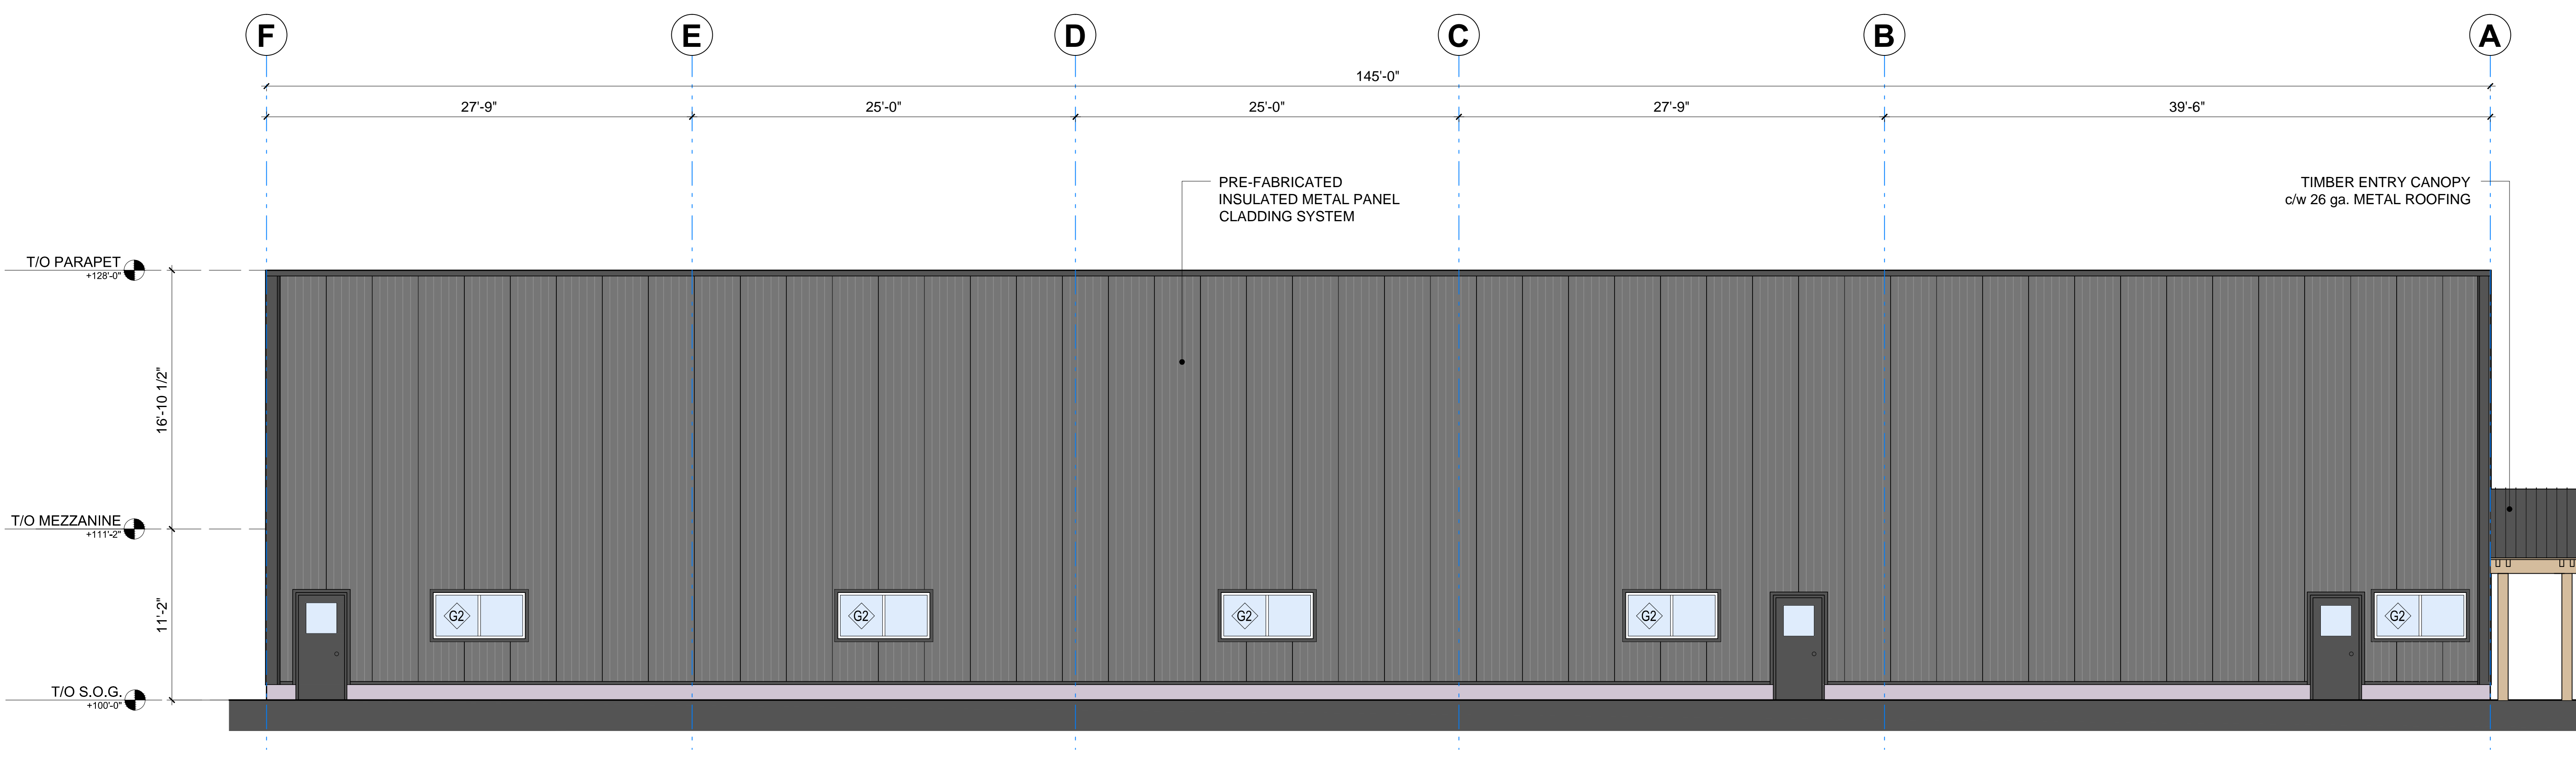 F E D C B A
145'-0"
27'-9" 25'-0" 25'-0" 27'-9" 39'-6"
PRE-FABRICATED
INSULATED METAL PANEL
CLADDING SYSTEM
TIMBER ENTRY CANOPY
c/w 26 ga. METAL ROOFING
T/O PARAPET
+128'-0"
16'-10 1/2"
T/O MEZZANINE
+111'-2"
11'-2"
G2 G2 G2 G2 G2
T/O S.O.G.
+100'-0"